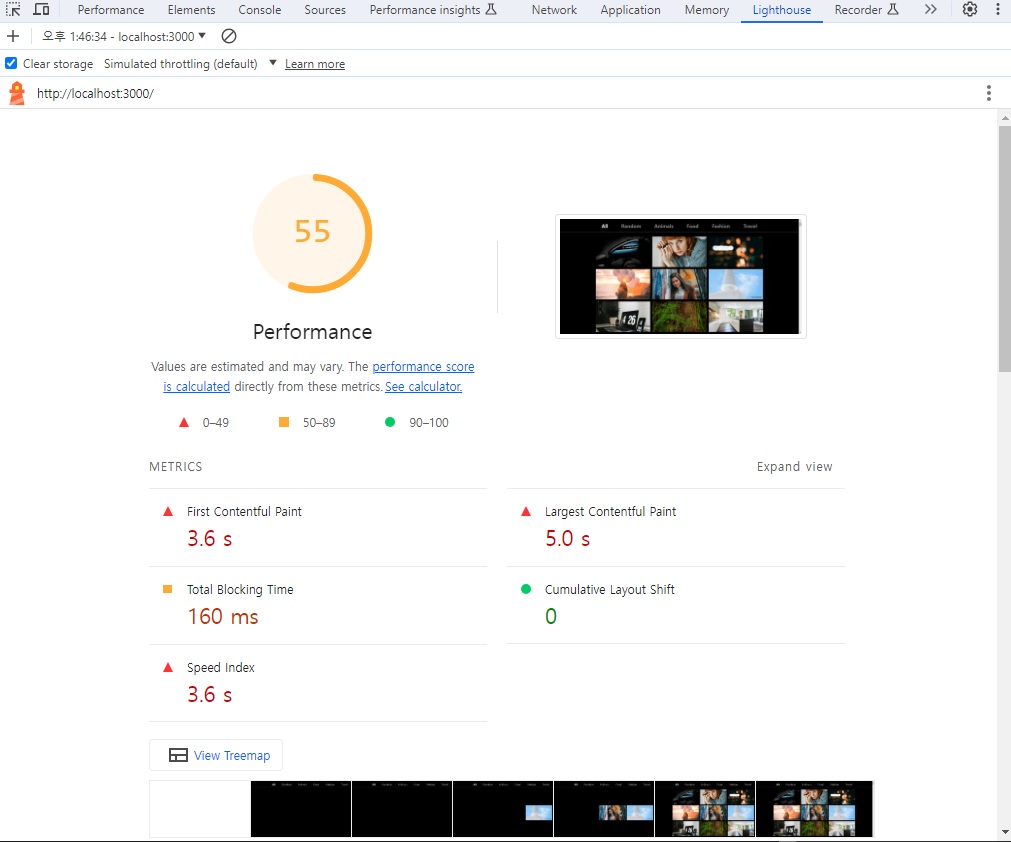 Performance Elements Console Sources Performance insights Network Application Memory Lighthouse Recorder
오후 1:46:34 - localhost:3000
Clear storage Simulated throttling (default) Learn more
http://localhost:3000/
55
All Random Animals Food Fashion Travel
Performance
Values are estimated and may vary. The performance score
is calculated directly from these metrics. See calculator.
0–49 50–89 90–100
METRICS Expand view
First Contentful Paint
3.6 s
Largest Contentful Paint
5.0 s
Total Blocking Time
160 ms
Cumulative Layout Shift
0
Speed Index
3.6 s
View Treemap